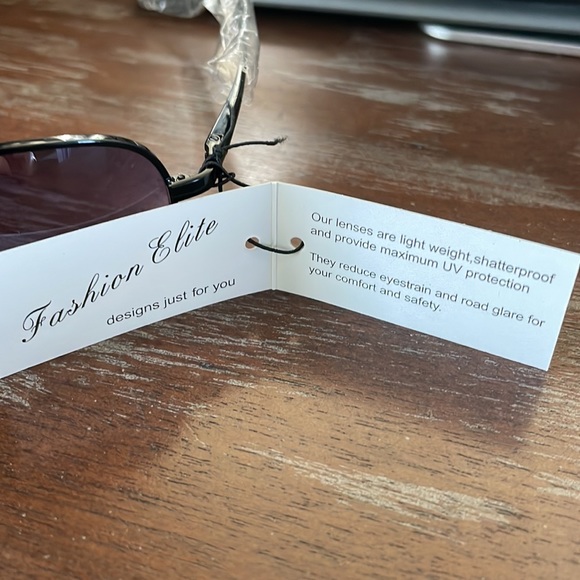 Fashion Elite
designs just for you
Our lenses are light weight,shatterproof
and provide maximum UV protection
They reduce eyestrain and road glare for
your comfort and safety.